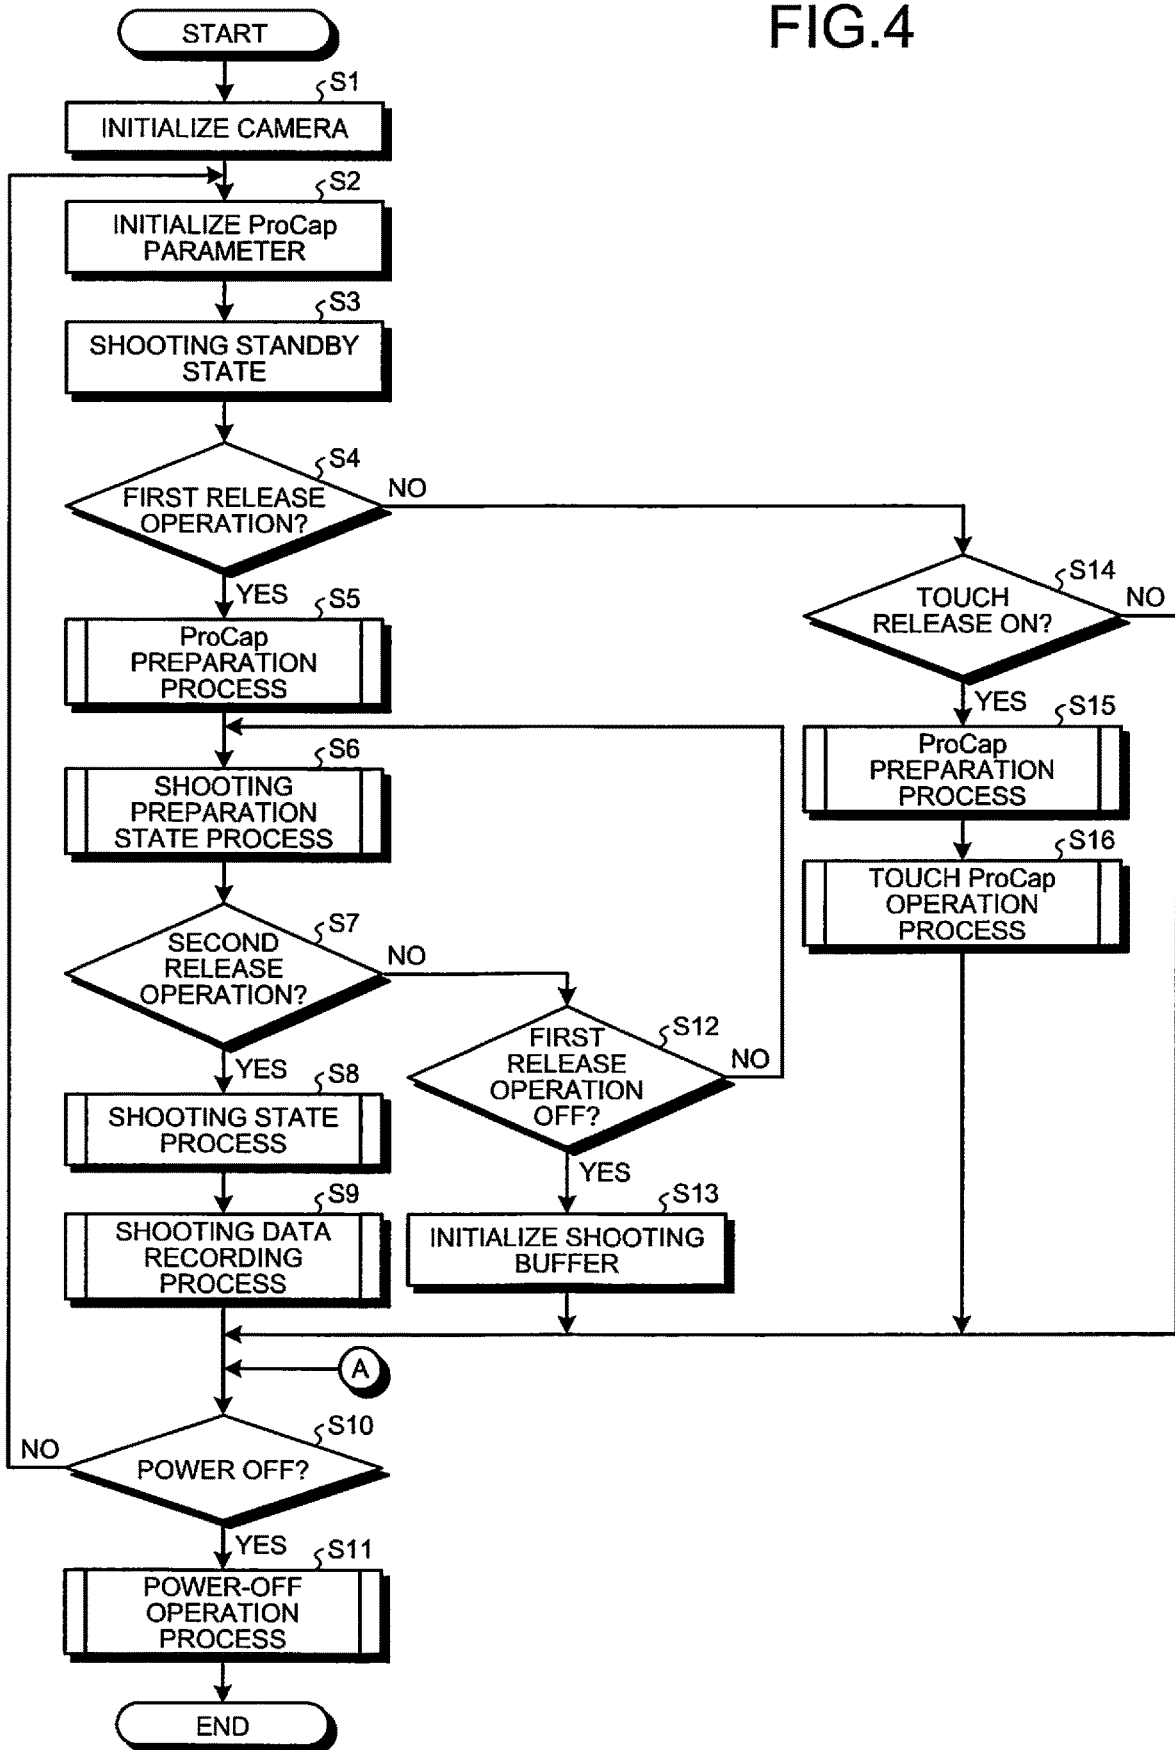 FIG.4
START
S1
INITIALIZE CAMERA
S2
INITIALIZE ProCap
PARAMETER
S3
SHOOTING STANDBY
STATE
S4
FIRST RELEASE
OPERATION?
NO
YES
S5
ProCap
PREPARATION
PROCESS
S6
SHOOTING
PREPARATION
STATE PROCESS
S7
SECOND
RELEASE
OPERATION?
NO
YES
S8
SHOOTING STATE
PROCESS
S9
SHOOTING DATA
RECORDING
PROCESS
A
S10
POWER OFF?
NO
YES
S11
POWER-OFF
OPERATION
PROCESS
END
S12
FIRST
RELEASE
OPERATION
OFF?
NO
YES
S13
INITIALIZE SHOOTING
BUFFER
S14
TOUCH
RELEASE ON?
NO
YES
S15
ProCap
PREPARATION
PROCESS
S16
TOUCH ProCap
OPERATION
PROCESS